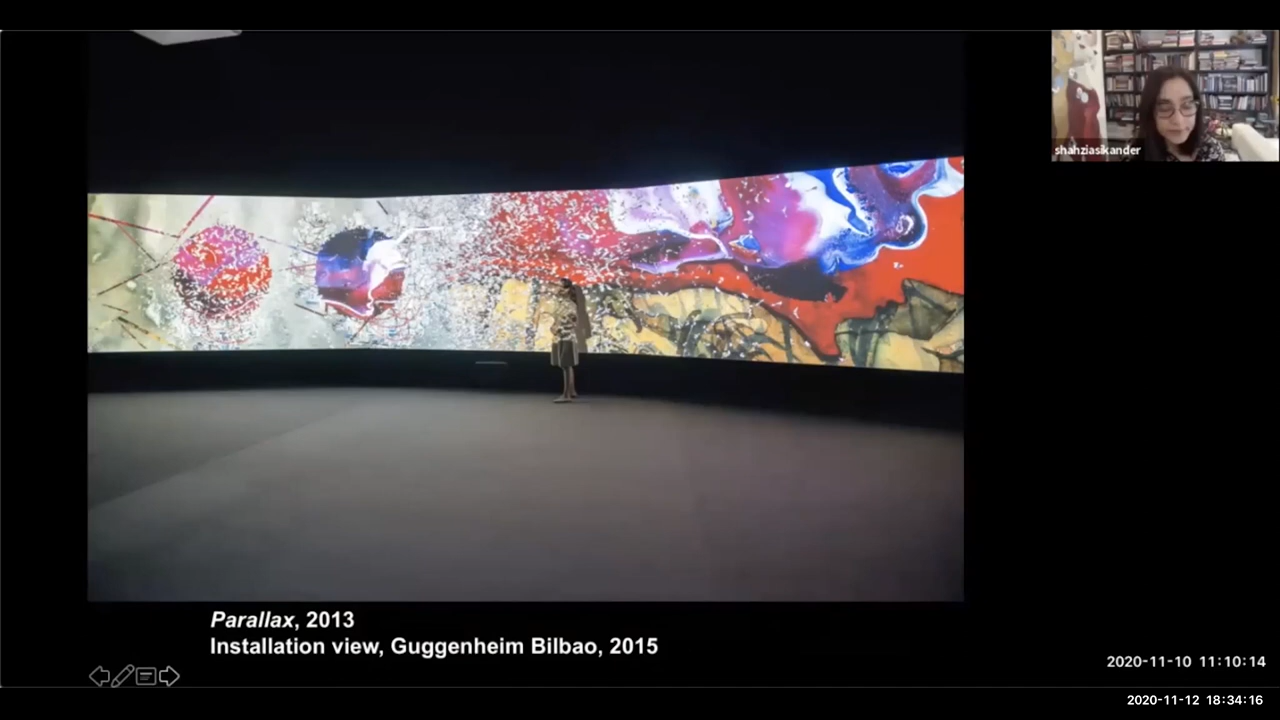 shahziasikander
Parallax, 2013
Installation view, Guggenheim Bilbao, 2015
2020-11-10 11:10:14
2020-11-12 18:34:16